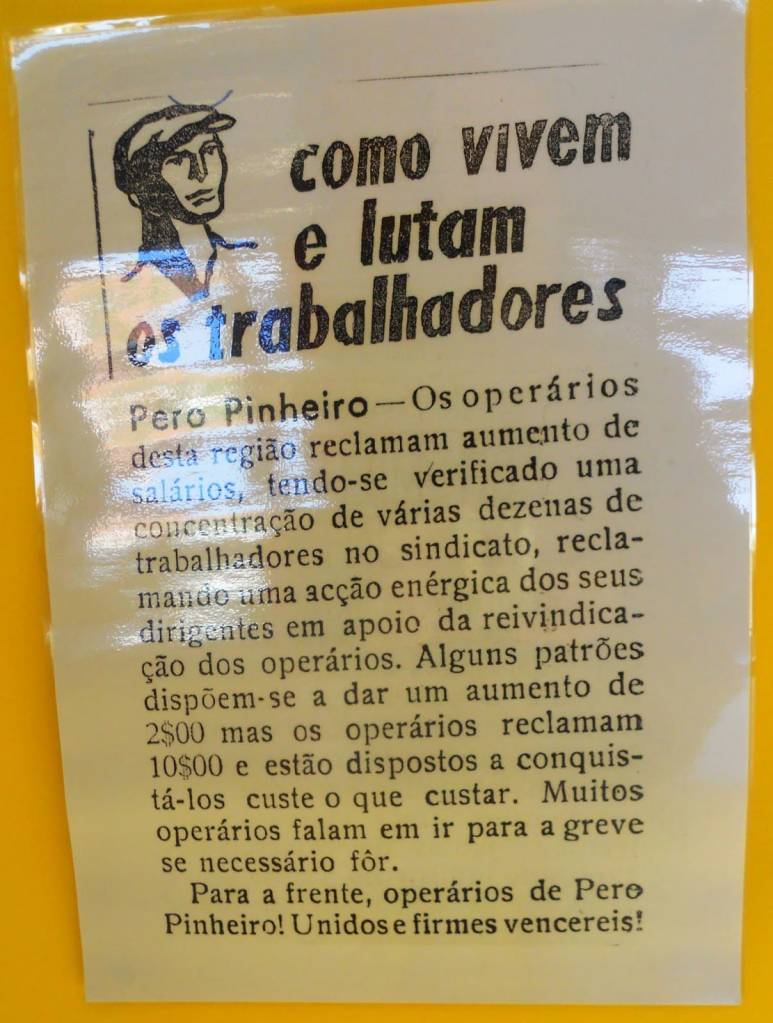 como vivem
e lutam
os trabalhadores
Pero Pinheiro — Os operários
desta região reclamam aumento de
salários, tendo-se verificado uma
concentração de várias dezenas de
trabalhadores no sindicato, recla-
mando uma acção enérgica dos seus
dirigentes em apoio da reivindica-
ção dos operários. Alguns patrões
dispõem-se a dar um aumento de
2$00 mas os operários reclamam
10$00 e estão dispostos a conquis-
tá-los custe o que custar. Muitos
operários falam em ir para a greve
se necessário fôr.
Para a frente, operários de Pero
Pinheiro! Unidos e firmes vencereis!